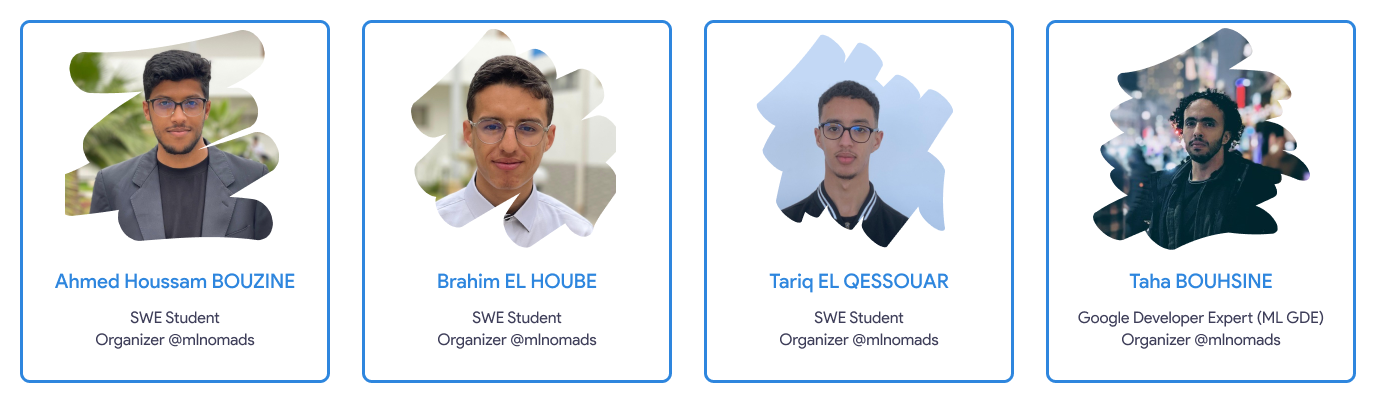 Ahmed Houssam BOUZINE
SWE Student
Organizer @mlnomads
Brahim EL HOUBE
SWE Student
Organizer @mlnomads
Tariq EL QESSOUAR
SWE Student
Organizer @mlnomads
Taha BOUHSINE
Google Developer Expert (ML GDE)
Organizer @mlnomads